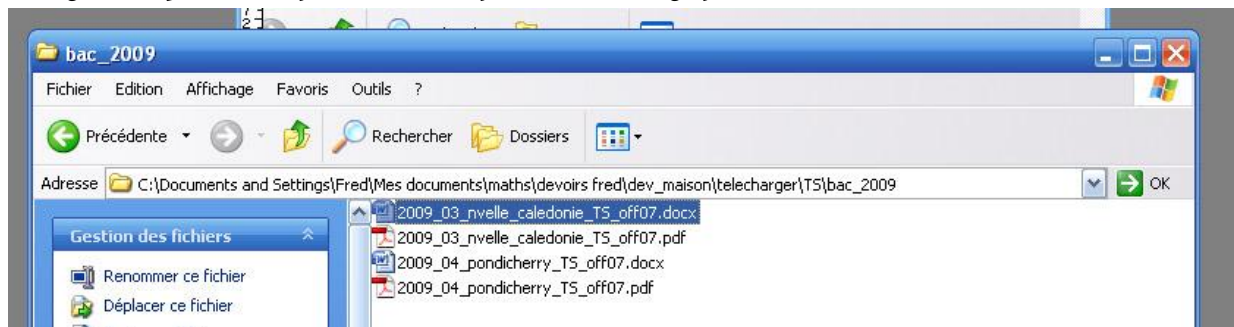 bac_2009
Fichier Edition Affichage Favoris Outils ?
Précédente Rechercher Dossiers
Adresse C:\Documents and Settings\Fred\Mes documents\maths\devoirs fred\dev_maison\telecharger\TS\bac_2009 OK
Gestion des fichiers
Renommer ce fichier
Déplacer ce fichier
2009_03_nvelle_caledonie_TS_off07.docx
2009_03_nvelle_caledonie_TS_off07.pdf
2009_04_pondicherry_TS_off07.docx
2009_04_pondicherry_TS_off07.pdf